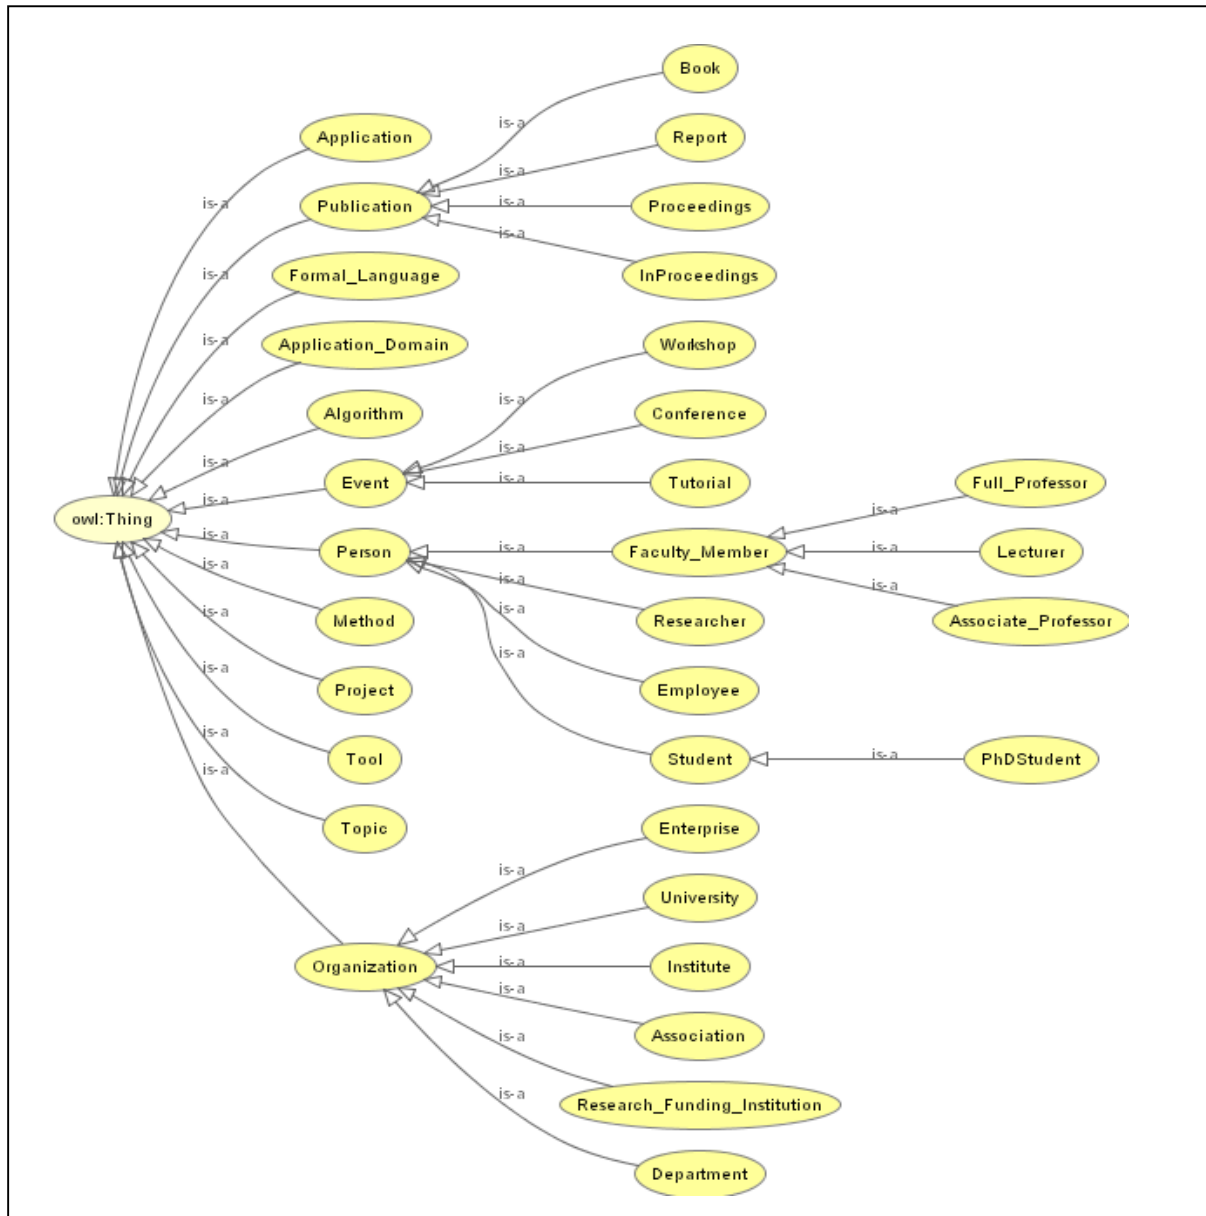 Book
Application
is-a
Report
is-a
is-a
Publication
is-a
Proceedings
is-a
is-a
Formal_Language
InProceedings
is-a
Application_Domain
Workshop
is-a
is-a
Algorithm
Conference
is-a
is-a
Event
is-a
Tutorial
Full_Professor
is-a
is-a
owl:Thing
is-a
Person
is-a
Faculty_Member
is-a
Lecturer
is-a
is-a
is-a
is-a
Method
Researcher
Associate_Professor
is-a
is-a
Project
Employee
is-a
Tool
Student
is-a
PhDStudent
is-a
Topic
Enterprise
is-a
University
is-a
Organization
is-a
Institute
is-a
Association
is-a
Research_Funding_Institution
is-a
Department